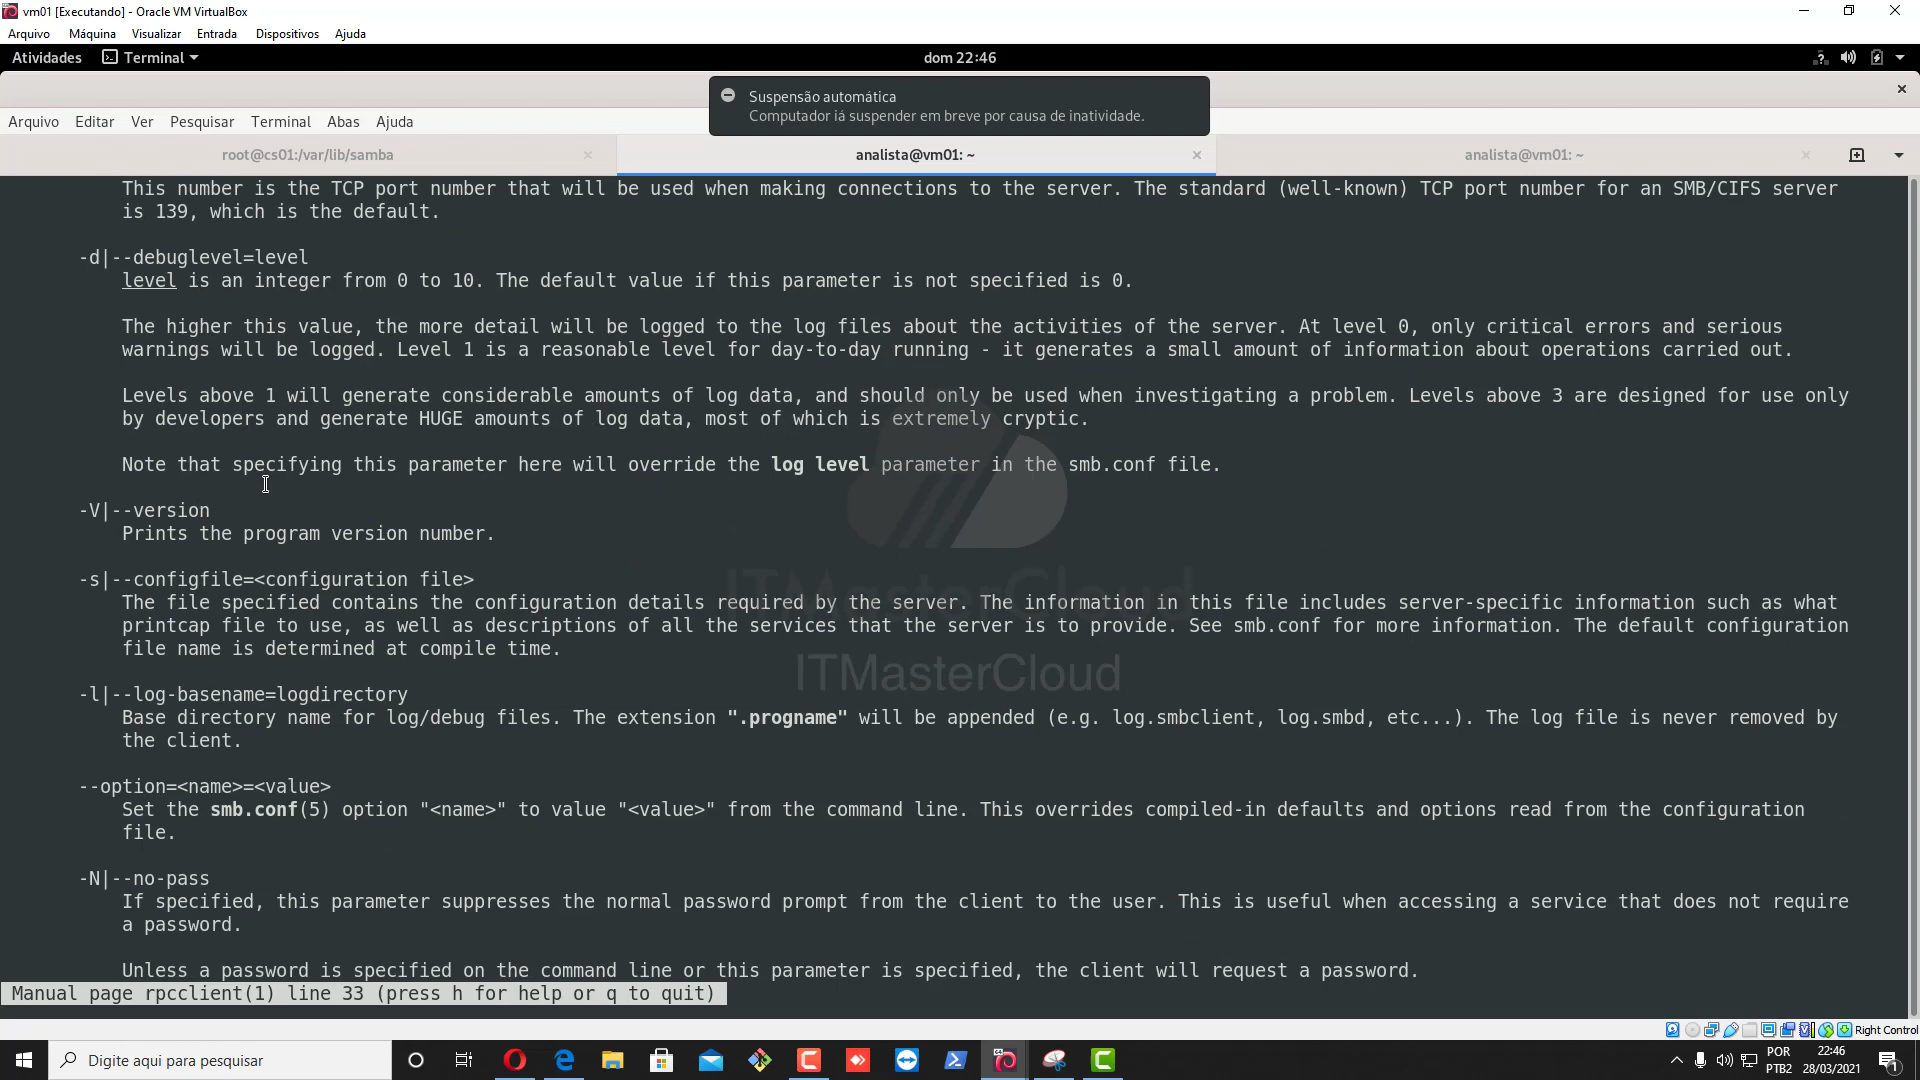 vm01 [Executando] - Oracle VM VirtualBox
Arquivo Máquina Visualizar Entrada Dispositivos Ajuda
Atividades Terminal dom 22:46
Suspensão automática
Computador iá suspender em breve por causa de inatividade.
Arquivo Editar Ver Pesquisar Terminal Abas Ajuda
root@cs01:/var/lib/samba analista@vm01: ~ analista@vm01: ~
This number is the TCP port number that will be used when making connections to the server. The standard (well-known) TCP port number for an SMB/CIFS server
is 139, which is the default.
-d|--debuglevel=level
level is an integer from 0 to 10. The default value if this parameter is not specified is 0.
The higher this value, the more detail will be logged to the log files about the activities of the server. At level 0, only critical errors and serious
warnings will be logged. Level 1 is a reasonable level for day-to-day running - it generates a small amount of information about operations carried out.
Levels above 1 will generate considerable amounts of log data, and should only be used when investigating a problem. Levels above 3 are designed for use only
by developers and generate HUGE amounts of log data, most of which is extremely cryptic.
Note that specifying this parameter here will override the log level parameter in the smb.conf file.
-V|--version
Prints the program version number.
-s|--configfile=<configuration file>
The file specified contains the configuration details required by the server. The information in this file includes server-specific information such as what
printcap file to use, as well as descriptions of all the services that the server is to provide. See smb.conf for more information. The default configuration
file name is determined at compile time.
ITMasterCloud
-l|--log-basename=logdirectory
Base directory name for log/debug files. The extension ".progname" will be appended (e.g. log.smbclient, log.smbd, etc...). The log file is never removed by
the client.
--option=<name>=<value>
Set the smb.conf(5) option "<name>" to value "<value>" from the command line. This overrides compiled-in defaults and options read from the configuration
file.
-N|--no-pass
If specified, this parameter suppresses the normal password prompt from the client to the user. This is useful when accessing a service that does not require
a password.
Unless a password is specified on the command line or this parameter is specified, the client will request a password.
Manual page rpcclient(1) line 33 (press h for help or q to quit)
Right Control
Digite aqui para pesquisar
POR 22:46
PTB2 28/03/2021
1